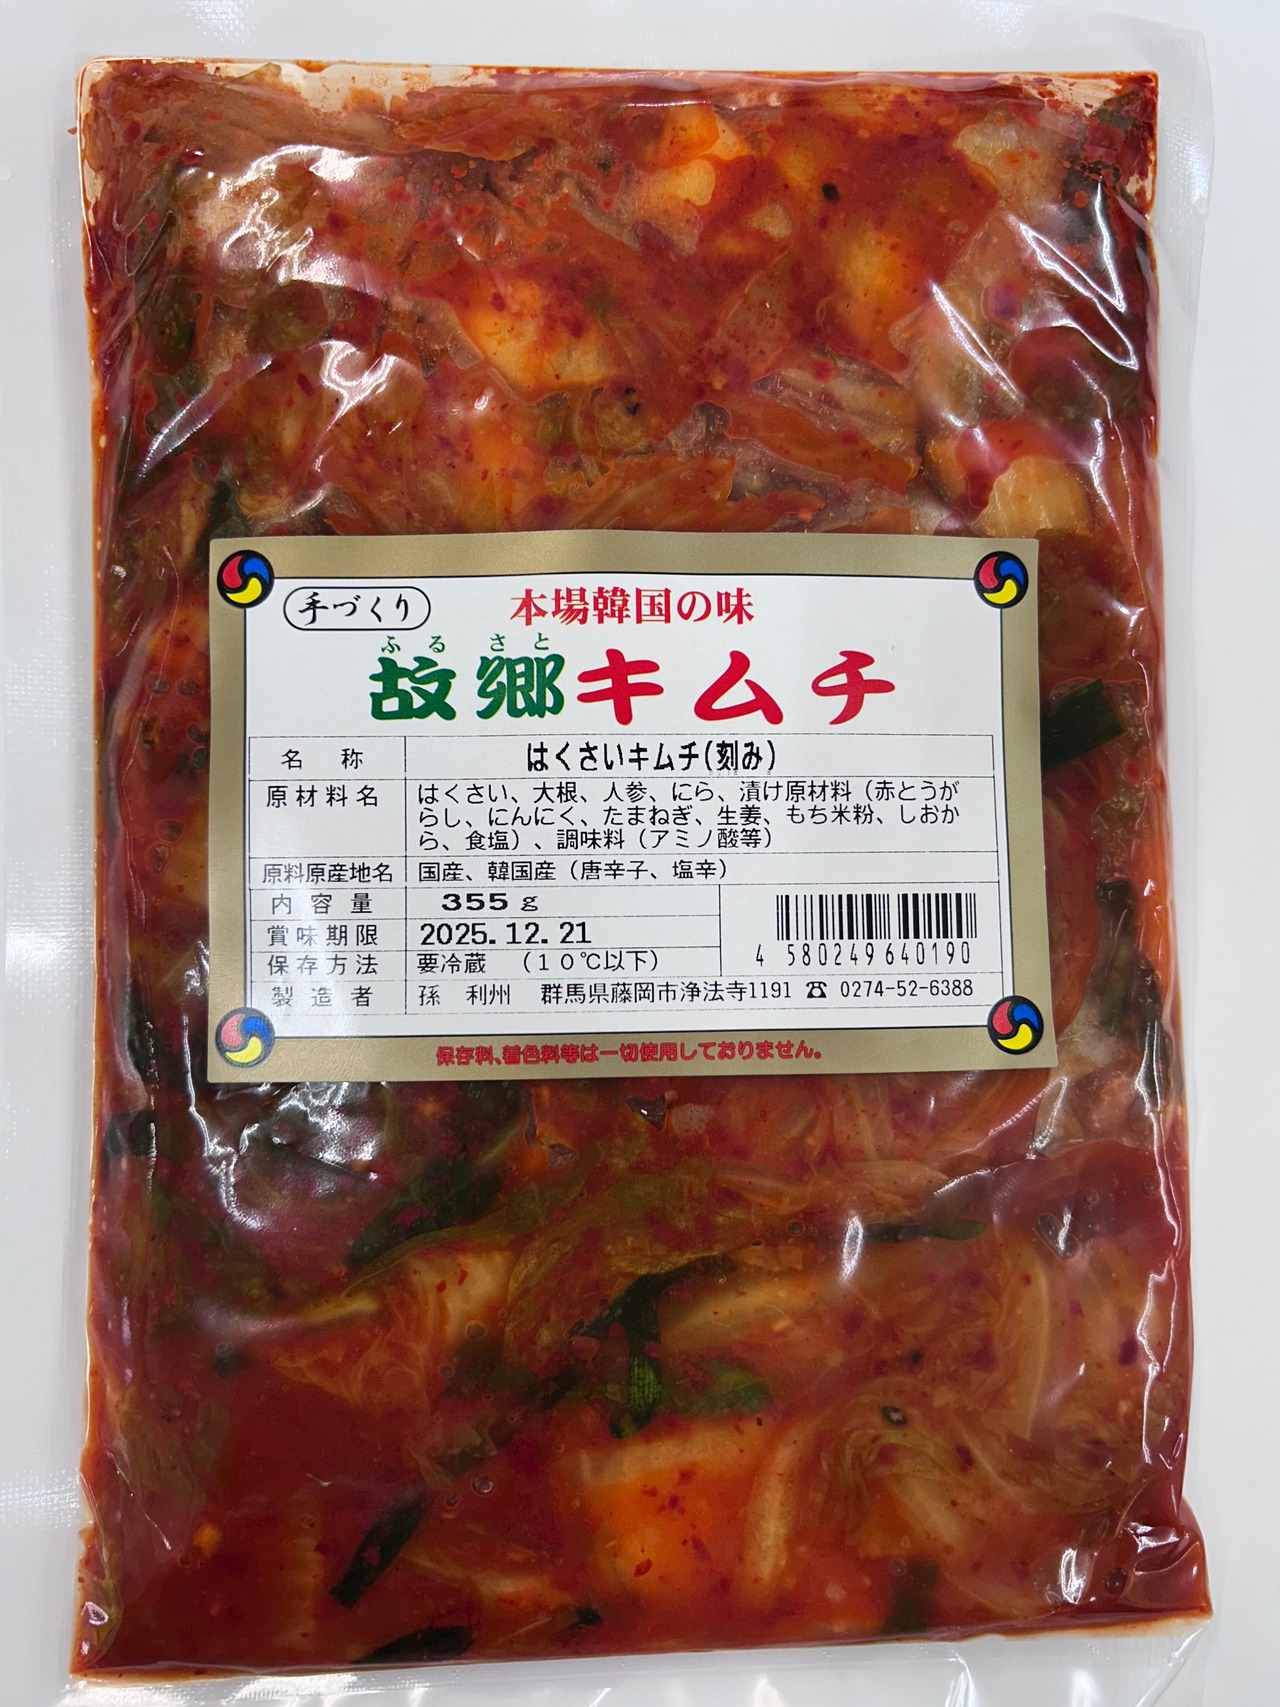 手づくり
本場韓国の味
ふるさと
故郷キムチ
名称 はくさいキムチ(刻み)
原材料名 はくさい、大根、人参、にら、漬け原材料（赤とうが
らし、にんにく、たまねぎ、生姜、もち米粉、しおか
ら、食塩）、調味料（アミノ酸等）
原料原産地名 国産、韓国産（唐辛子、塩辛）
内容量 355g
賞味期限 2025.12.21
保存方法 要冷蔵 （１０℃以下）
4 580249 640190
製造者 孫 利州 群馬県藤岡市浄法寺1191 ☎ 0274-52-6388
保存料、着色料等は一切使用しておりません。